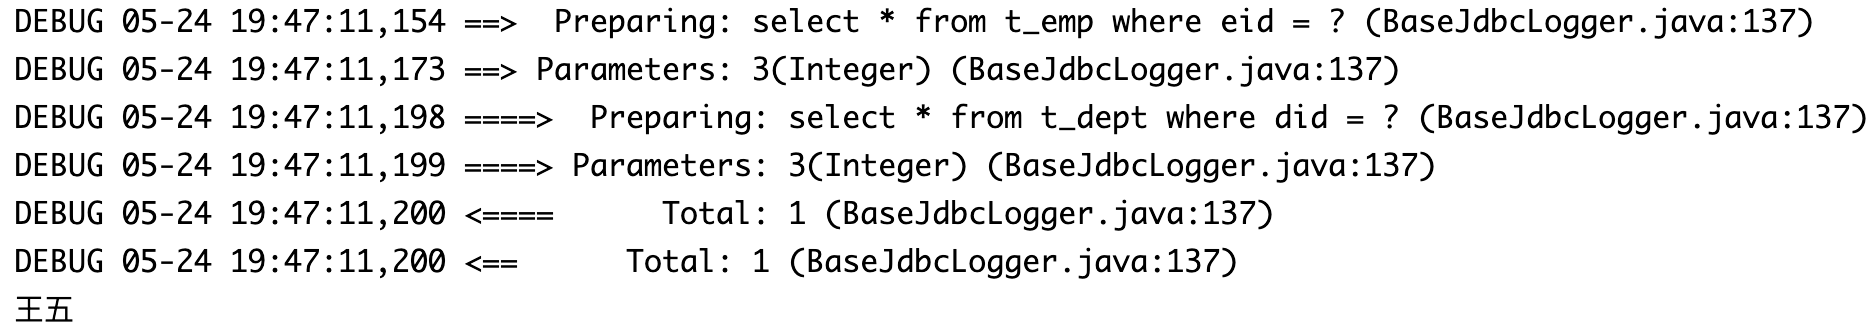 DEBUG 05-24 19:47:11,154 ==>  Preparing: select * from t_emp where eid = ? (BaseJdbcLogger.java:137)
DEBUG 05-24 19:47:11,173 ==> Parameters: 3(Integer) (BaseJdbcLogger.java:137)
DEBUG 05-24 19:47:11,198 ====>  Preparing: select * from t_dept where did = ? (BaseJdbcLogger.java:137)
DEBUG 05-24 19:47:11,199 ====> Parameters: 3(Integer) (BaseJdbcLogger.java:137)
DEBUG 05-24 19:47:11,200 <====      Total: 1 (BaseJdbcLogger.java:137)
DEBUG 05-24 19:47:11,200 <==      Total: 1 (BaseJdbcLogger.java:137)
王五